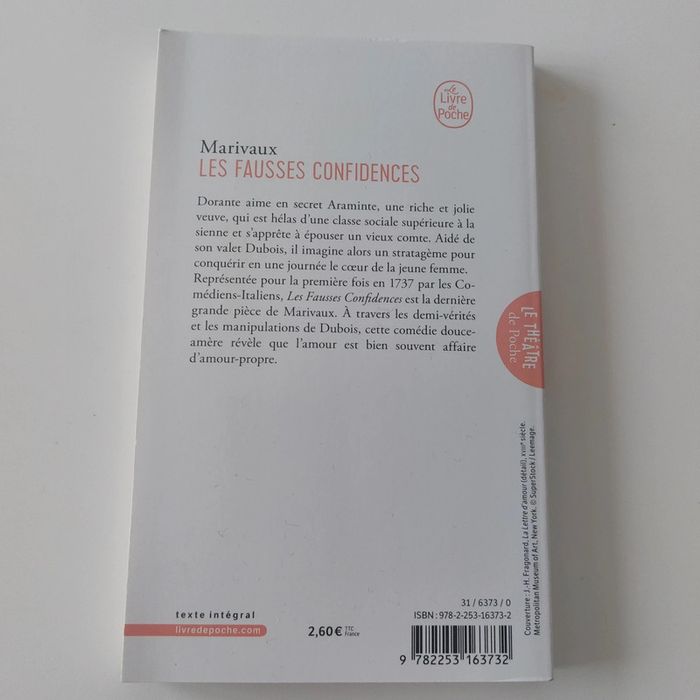 Le
Livre
de
Poche
Marivaux
LES FAUSSES CONFIDENCES
Dorante aime en secret Araminte, une riche et jolie
veuve, qui est hélas d'une classe sociale supérieure à la
sienne et s'apprête à épouser un vieux comte. Aidé de
son valet Dubois, il imagine alors un stratagème pour
conquérir en une journée le cœur de la jeune femme.
Représentée pour la première fois en 1737 par les Co-
médiens-Italiens, Les Fausses Confidences est la dernière
grande pièce de Marivaux. À travers les demi-vérités
et les manipulations de Dubois, cette comédie douce-
amère révèle que l'amour est bien souvent affaire
d'amour-propre.
LE THÉÂTRE
de Poche
Couverture : J.-H. Fragonard, La Lettre d'amour (détail), XVIIIe siècle.
Metropolitan Museum of Art, New York. © SuperStock / Leemage.
texte intégral
livredepoche.com
2,60 € TTC
France
31 / 6373 / 0
ISBN : 978-2-253-16373-2
9 782253 163732